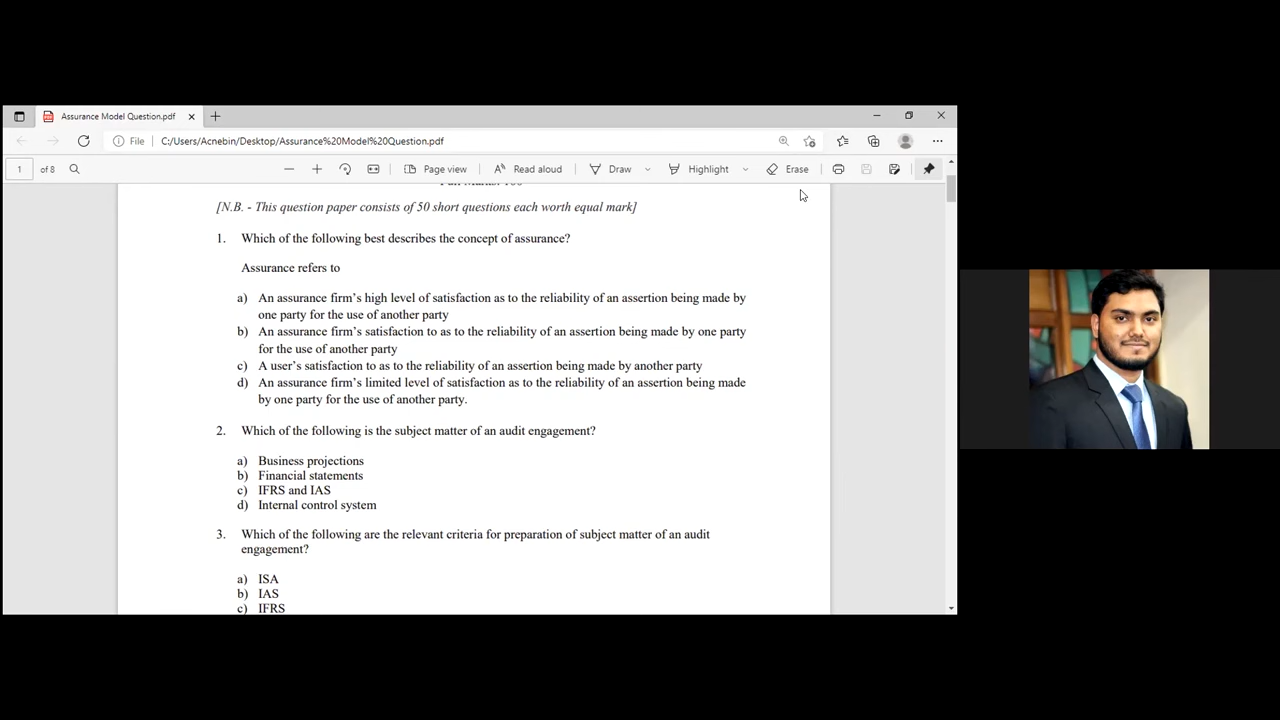 Assurance Model Question.pdf
File C:/Users/Acnebin/Desktop/Assurance%20Model%20Question.pdf
1 of 8 Page view Read aloud Draw Highlight Erase
[N.B. - This question paper consists of 50 short questions each worth equal mark]
1. Which of the following best describes the concept of assurance?
Assurance refers to
a) An assurance firm's high level of satisfaction as to the reliability of an assertion being made by
one party for the use of another party
b) An assurance firm's satisfaction to as to the reliability of an assertion being made by one party
for the use of another party
c) A user's satisfaction to as to the reliability of an assertion being made by another party
d) An assurance firm's limited level of satisfaction as to the reliability of an assertion being made
by one party for the use of another party.
2. Which of the following is the subject matter of an audit engagement?
a) Business projections
b) Financial statements
c) IFRS and IAS
d) Internal control system
3. Which of the following are the relevant criteria for preparation of subject matter of an audit
engagement?
a) ISA
b) IAS
c) IFRS